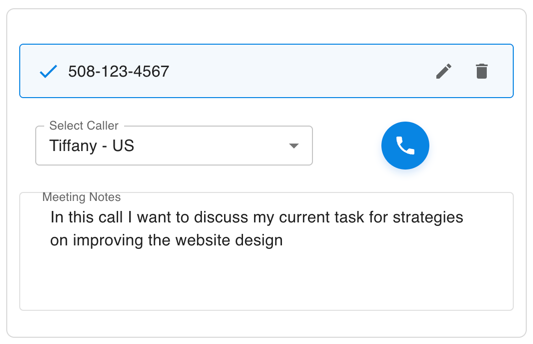 508-123-4567
Select Caller
Tiffany - US
Meeting Notes
In this call I want to discuss my current task for strategies
on improving the website design